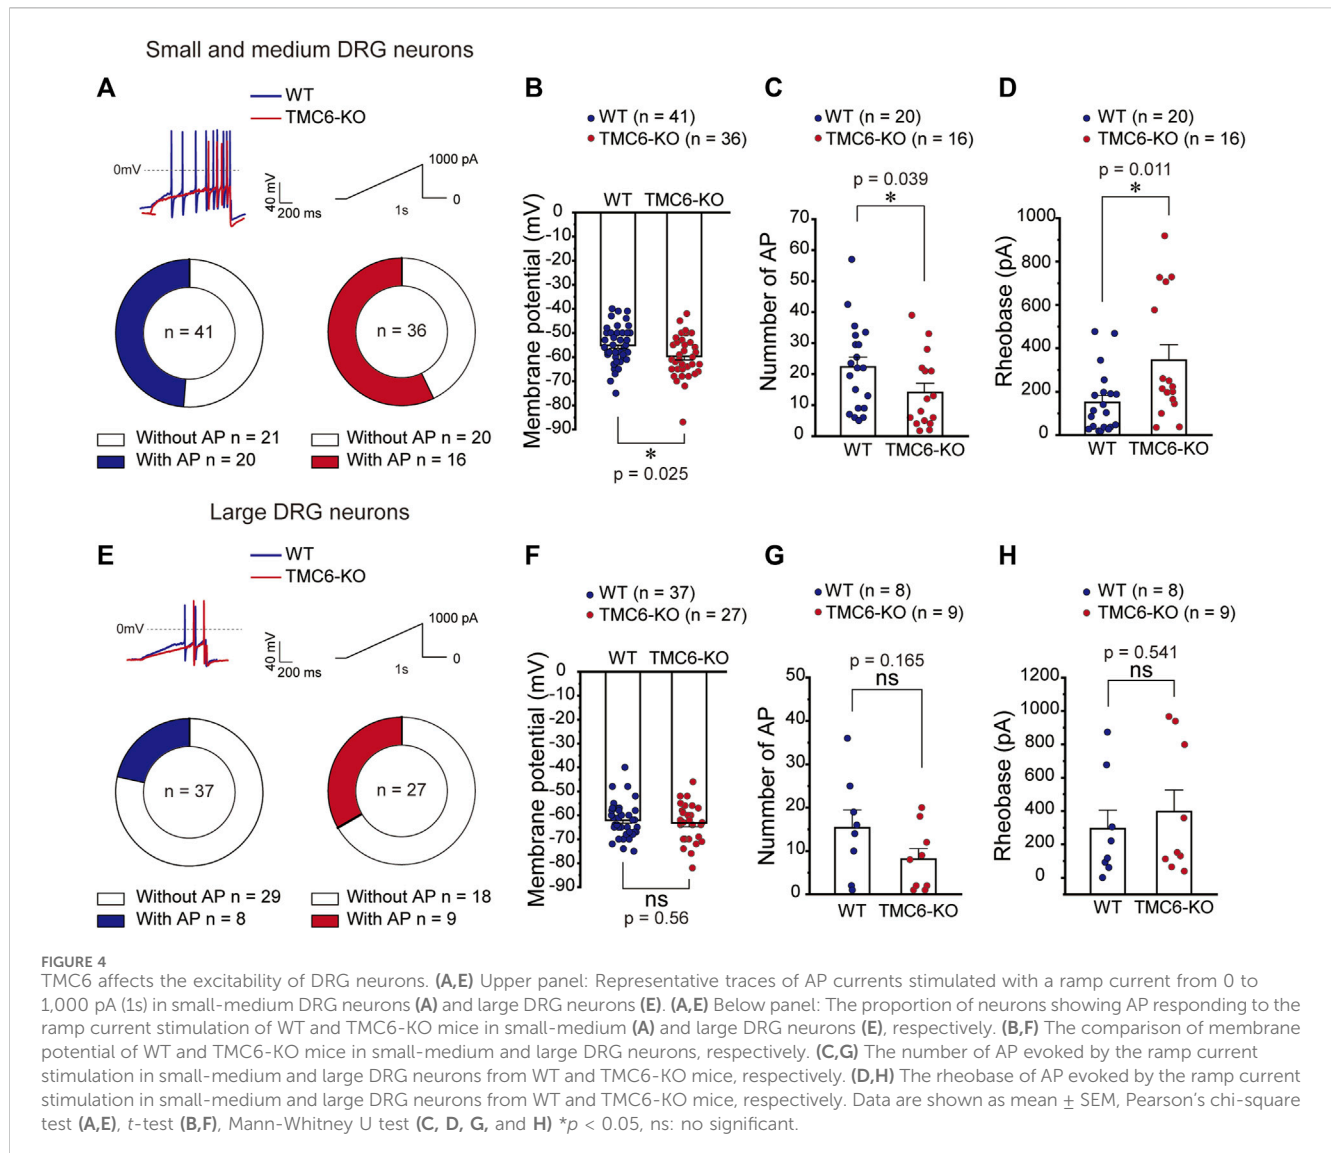 Small and medium DRG neurons
A
WT
TMC6-KO
0mV
40 mV
200 ms
1000 pA
0
1s
n = 41
n = 36
Without AP n = 21
With AP n = 20
Without AP n = 20
With AP n = 16
B
WT (n = 41)
TMC6-KO (n = 36)
WT TMC6-KO
Membrane potential (mV)
0
-10
-20
-30
-40
-50
-60
-70
-80
-90
*
p = 0.025
C
WT (n = 20)
TMC6-KO (n = 16)
p = 0.039
*
Nummber of AP
70
60
50
40
30
20
10
0
WT TMC6-KO
D
WT (n = 20)
TMC6-KO (n = 16)
p = 0.011
*
Rheobase (pA)
1000
800
600
400
200
0
WT TMC6-KO
Large DRG neurons
E
WT
TMC6-KO
0mV
40 mV
200 ms
1000 pA
0
1s
n = 37
n = 27
Without AP n = 29
With AP n = 8
Without AP n = 18
With AP n = 9
F
WT (n = 37)
TMC6-KO (n = 27)
WT TMC6-KO
Membrane potential (mV)
0
-10
-20
-30
-40
-50
-60
-70
-80
-90
ns
p = 0.56
G
WT (n = 8)
TMC6-KO (n = 9)
p = 0.165
ns
Nummber of AP
50
40
30
20
10
0
WT TMC6-KO
H
WT (n = 8)
TMC6-KO (n = 9)
p = 0.541
ns
Rheobase (pA)
1200
1000
800
600
400
200
0
WT TMC6-KO
FIGURE 4
TMC6 affects the excitability of DRG neurons. (A,E) Upper panel: Representative traces of AP currents stimulated with a ramp current from 0 to
1,000 pA (1s) in small-medium DRG neurons (A) and large DRG neurons (E). (A,E) Below panel: The proportion of neurons showing AP responding to the
ramp current stimulation of WT and TMC6-KO mice in small-medium (A) and large DRG neurons (E), respectively. (B,F) The comparison of membrane
potential of WT and TMC6-KO mice in small-medium and large DRG neurons, respectively. (C,G) The number of AP evoked by the ramp current
stimulation in small-medium and large DRG neurons from WT and TMC6-KO mice, respectively. (D,H) The rheobase of AP evoked by the ramp current
stimulation in small-medium and large DRG neurons from WT and TMC6-KO mice, respectively. Data are shown as mean ± SEM, Pearson's chi-square
test (A,E), t-test (B,F), Mann-Whitney U test (C, D, G, and H) *p < 0.05, ns: no significant.